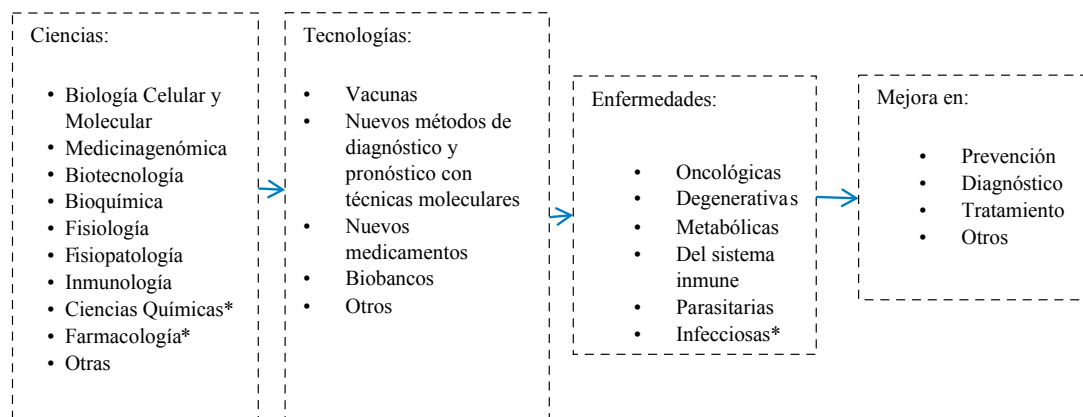 Ciencias:
• Biología Celular y
Molecular
• Medicinagenómica
• Biotecnología
• Bioquímica
• Fisiología
• Fisiopatología
• Inmunología
• Ciencias Químicas*
• Farmacología*
• Otras
Tecnologías:
• Vacunas
• Nuevos métodos de
diagnóstico y
pronóstico con
técnicas moleculares
• Nuevos
medicamentos
• Biobancos
• Otros
Enfermedades:
• Oncológicas
• Degenerativas
• Metabólicas
• Del sistema
inmune
• Parasitarias
• Infecciosas*
Mejora en:
• Prevención
• Diagnóstico
• Tratamiento
• Otros